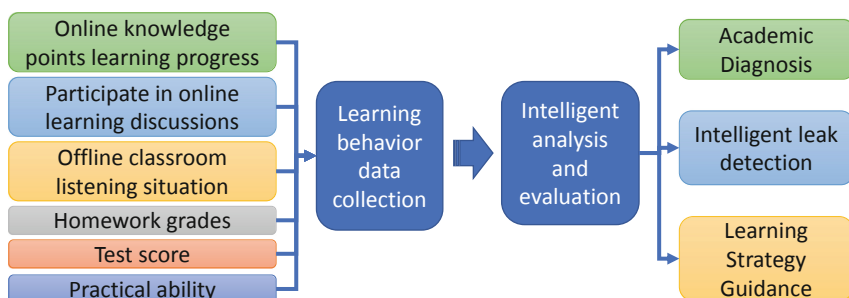 Online knowledge
points learning progress
Participate in online
learning discussions
Offline classroom
listening situation
Homework grades
Test score
Practical ability
Learning
behavior
data
collection
Intelligent
analysis
and
evaluation
Academic
Diagnosis
Intelligent leak
detection
Learning
Strategy
Guidance